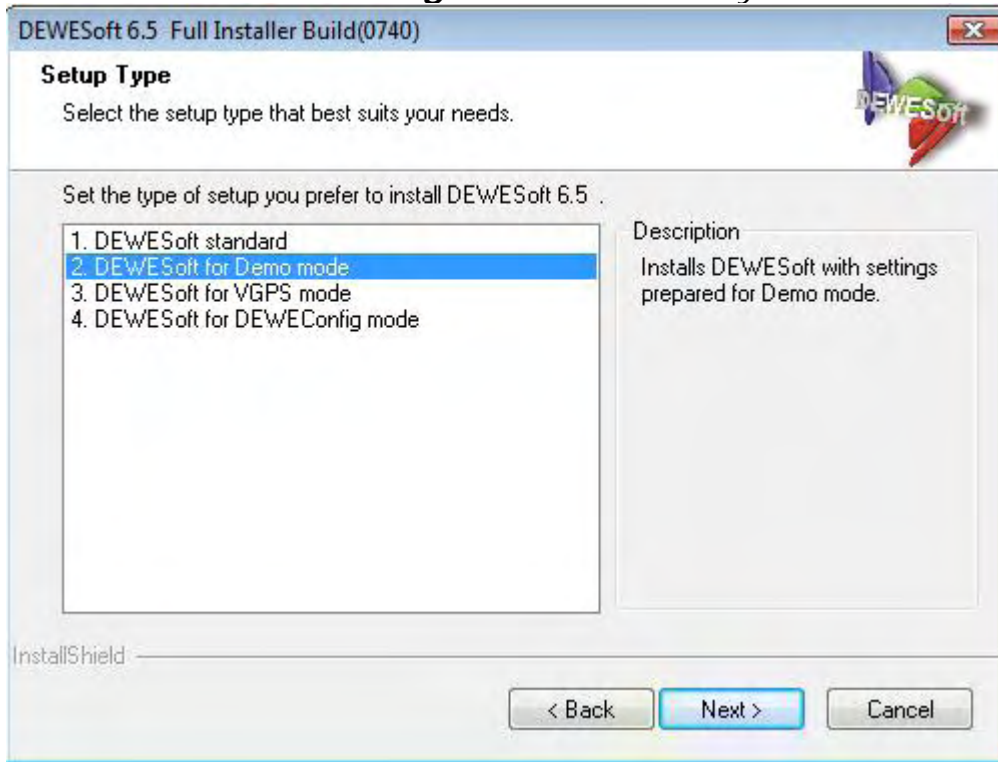 DEWESoft 6.5 Full Installer Build(0740)
Setup Type
Select the setup type that best suits your needs.
DEWESoft
Set the type of setup you prefer to install DEWESoft 6.5 .
1. DEWESoft standard
2. DEWESoft for Demo mode
3. DEWESoft for VGPS mode
4. DEWESoft for DEWEConfig mode
Description
Installs DEWESoft with settings
prepared for Demo mode.
InstallShield
< Back
Next >
Cancel